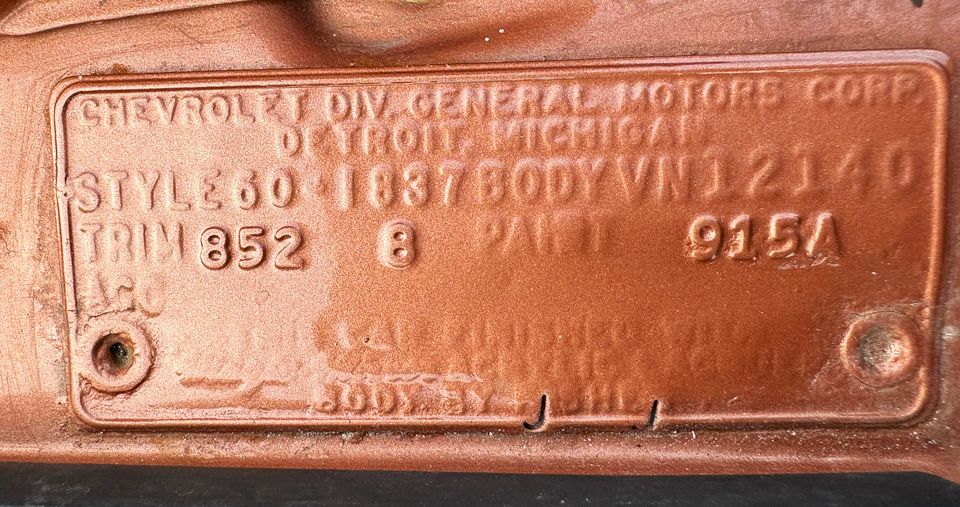 CHEVROLET DIV. GENERAL MOTORS CORP
DETROIT, MICHIGAN
STYLE 60 1837 BODY VN 12140
TRIM 852 8 PAINT 915A
ACC
BODY BY FISHER